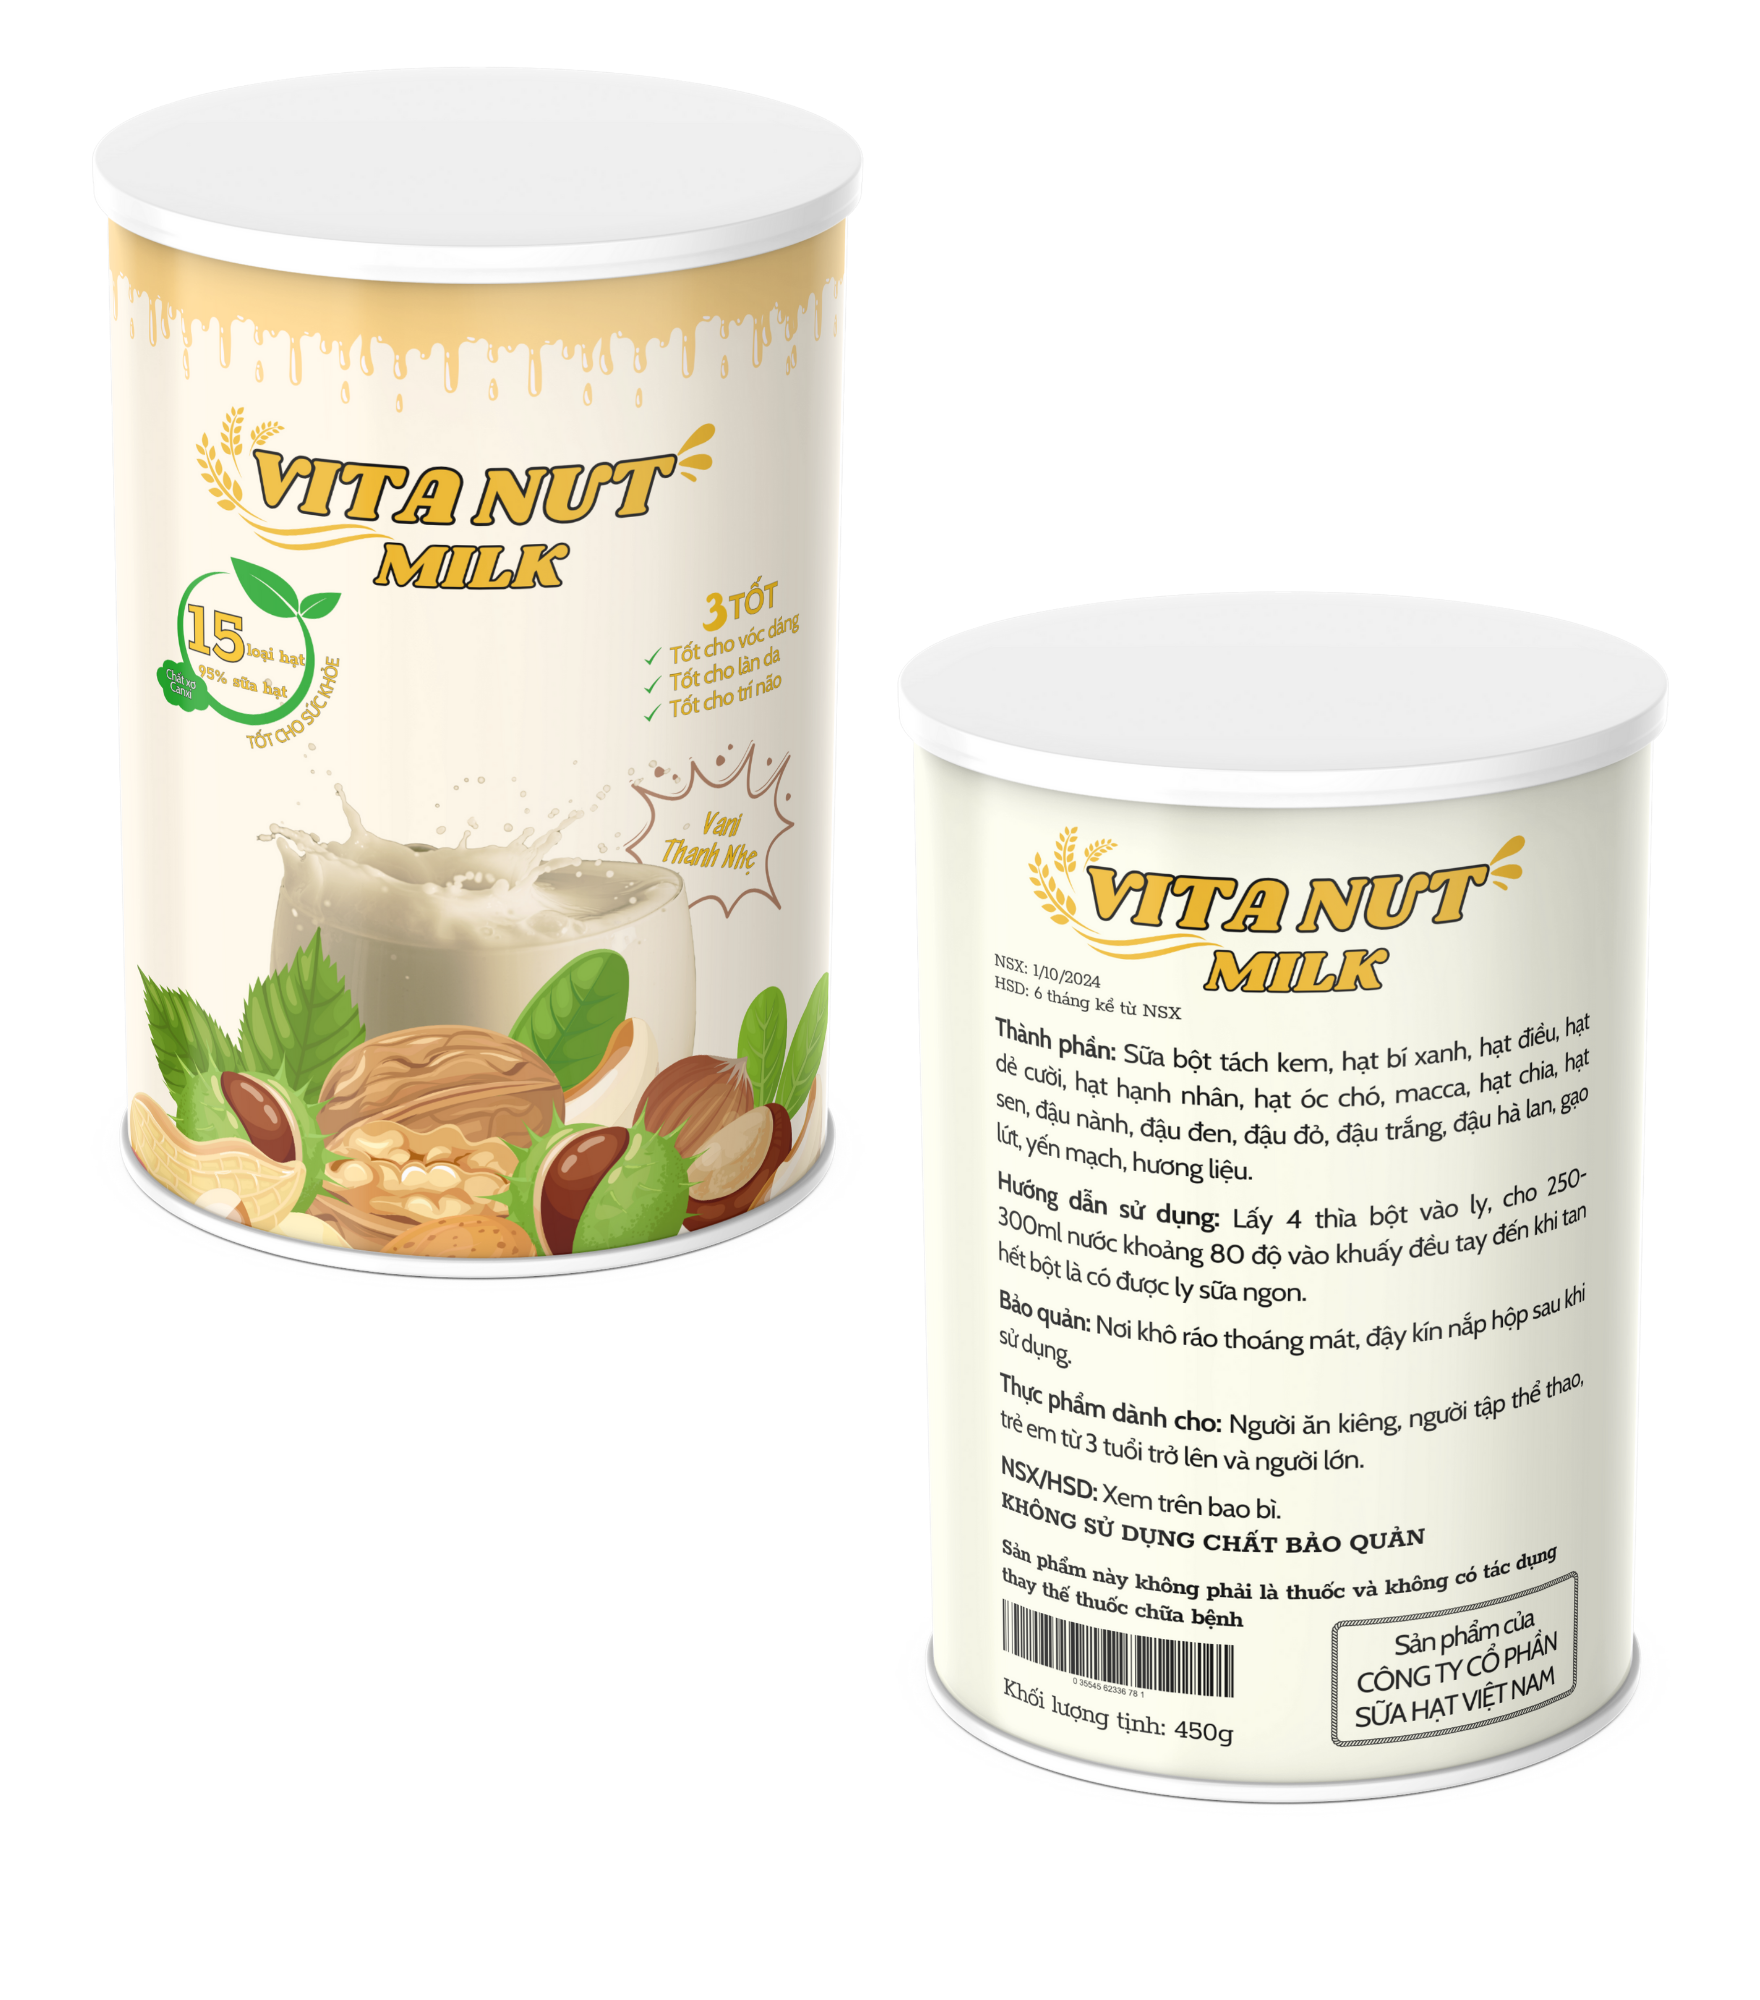 VITA NUT
MILK
15 loại hạt
95% sữa hạt
Chất xơ
Canxi
TỐT CHO SỨC KHỎE
3 TỐT
Tốt cho vóc dáng
Tốt cho làn da
Tốt cho trí não
Vani
Thanh Nhẹ
VITA NUT
MILK
NSX: 1/10/2024
HSD: 6 tháng kể từ NSX
Thành phần: Sữa bột tách kem, hạt bí xanh, hạt điều, hạt
dẻ cười, hạt hạnh nhân, hạt óc chó, macca, hạt chia, hạt
sen, đậu nành, đậu đen, đậu đỏ, đậu trắng, đậu hà lan, gạo
lứt, yến mạch, hương liệu.
Hướng dẫn sử dụng: Lấy 4 thìa bột vào ly, cho 250-
300ml nước khoảng 80 độ vào khuấy đều tay đến khi tan
hết bột là có được ly sữa ngon.
Bảo quản: Nơi khô ráo thoáng mát, đậy kín nắp hộp sau khi
sử dụng.
Thực phẩm dành cho: Người ăn kiêng, người tập thể thao,
trẻ em từ 3 tuổi trở lên và người lớn.
NSX/HSD: Xem trên bao bì.
KHÔNG SỬ DỤNG CHẤT BẢO QUẢN
Sản phẩm này không phải là thuốc và không có tác dụng
thay thế thuốc chữa bệnh
0 35545 62336 78 1
Khối lượng tịnh: 450g
Sản phẩm của
CÔNG TY CỔ PHẦN
SỮA HẠT VIỆT NAM